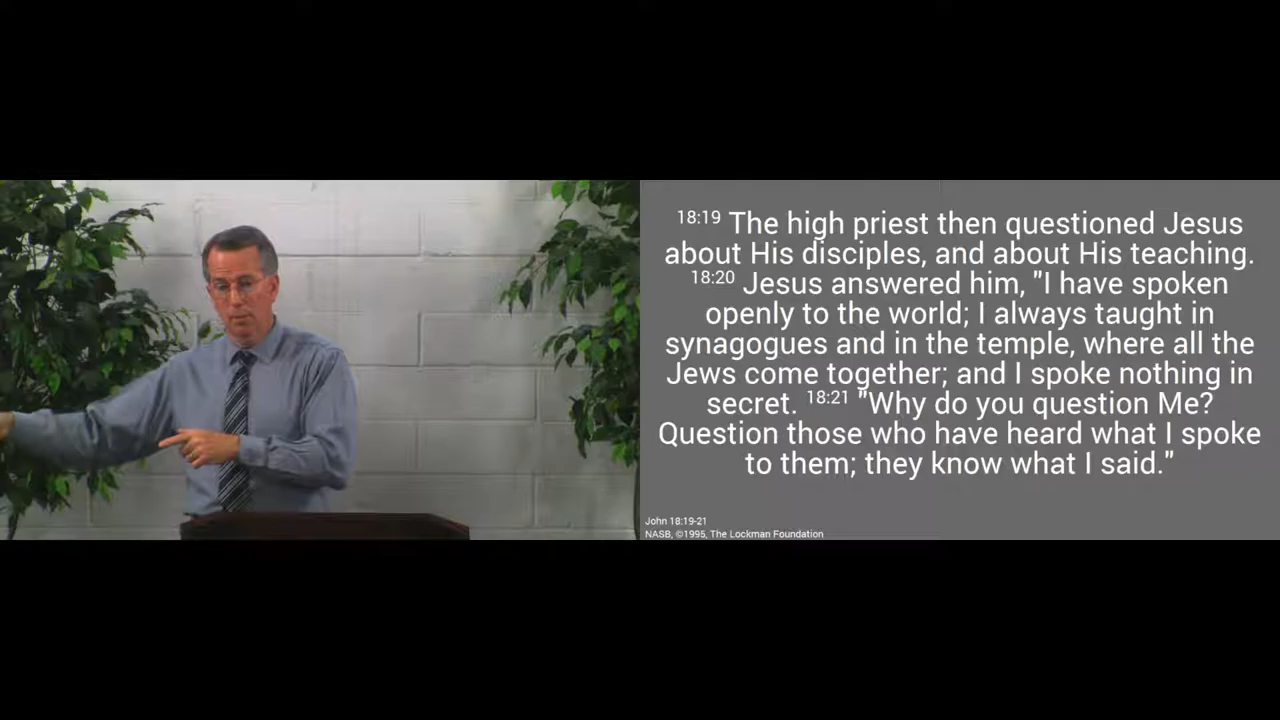 18:19 The high priest then questioned Jesus
about His disciples, and about His teaching.
18:20 Jesus answered him, "I have spoken
openly to the world; I always taught in
synagogues and in the temple, where all the
Jews come together; and I spoke nothing in
secret. 18:21 "Why do you question Me?
Question those who have heard what I spoke
to them; they know what I said."
John 18:19-21
NASB, ©1995, The Lockman Foundation